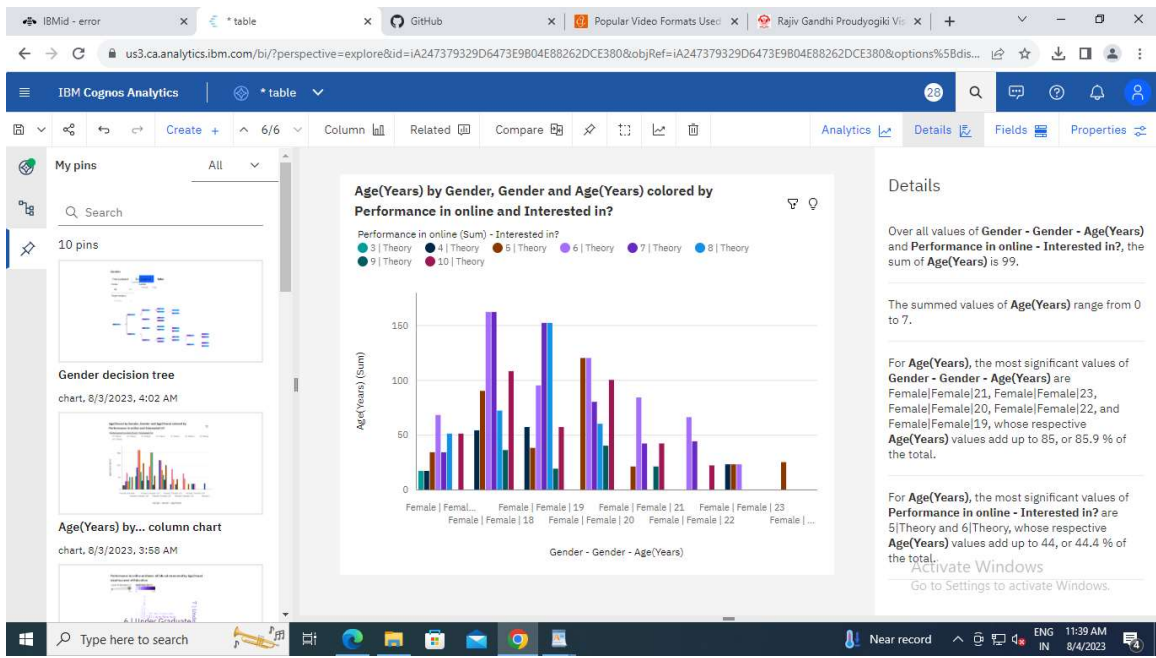 IBMid - error
* table
GitHub
Popular Video Formats Used
Rajiv Gandhi Proudyogiki Vis
us3.ca.analytics.ibm.com/bi/?perspective=explore&id=iA247379329D6473E9B04E88262DCE380&objRef=iA247379329D6473E9B04E88262DCE380&options%5Bdis...
IBM Cognos Analytics
* table
28
Create +
6/6
Column
Related
Compare
Analytics
Details
Fields
Properties
My pins
All
Search
10 pins
Gender decision tree
chart, 8/3/2023, 4:02 AM
Age(Years) by... column chart
chart, 8/3/2023, 3:58 AM
Age(Years) by Gender, Gender and Age(Years) colored by
Performance in online and Interested in?
Performance in online (Sum) - Interested in?
3 | Theory 4 | Theory 5 | Theory 6 | Theory 7 | Theory 8 | Theory
9 | Theory 10 | Theory
Age(Years) (Sum)
150
100
50
0
Female | Femal... Female | Female | 19 Female | Female | 21 Female | Female | 23
Female | Female | 18 Female | Female | 20 Female | Female | 22 Female | ...
Gender - Gender - Age(Years)
Details
Over all values of Gender - Gender - Age(Years)
and Performance in online - Interested in?, the
sum of Age(Years) is 99.
The summed values of Age(Years) range from 0
to 7.
For Age(Years), the most significant values of
Gender - Gender - Age(Years) are
Female|Female|21, Female|Female|23,
Female|Female|20, Female|Female|22, and
Female|Female|19, whose respective
Age(Years) values add up to 85, or 85.9 % of
the total.
For Age(Years), the most significant values of
Performance in online - Interested in? are
5|Theory and 6|Theory, whose respective
Age(Years) values add up to 44, or 44.4 % of
the total.
Activate Windows
Go to Settings to activate Windows.
Type here to search
Near record
ENG
IN
11:39 AM
8/4/2023
4